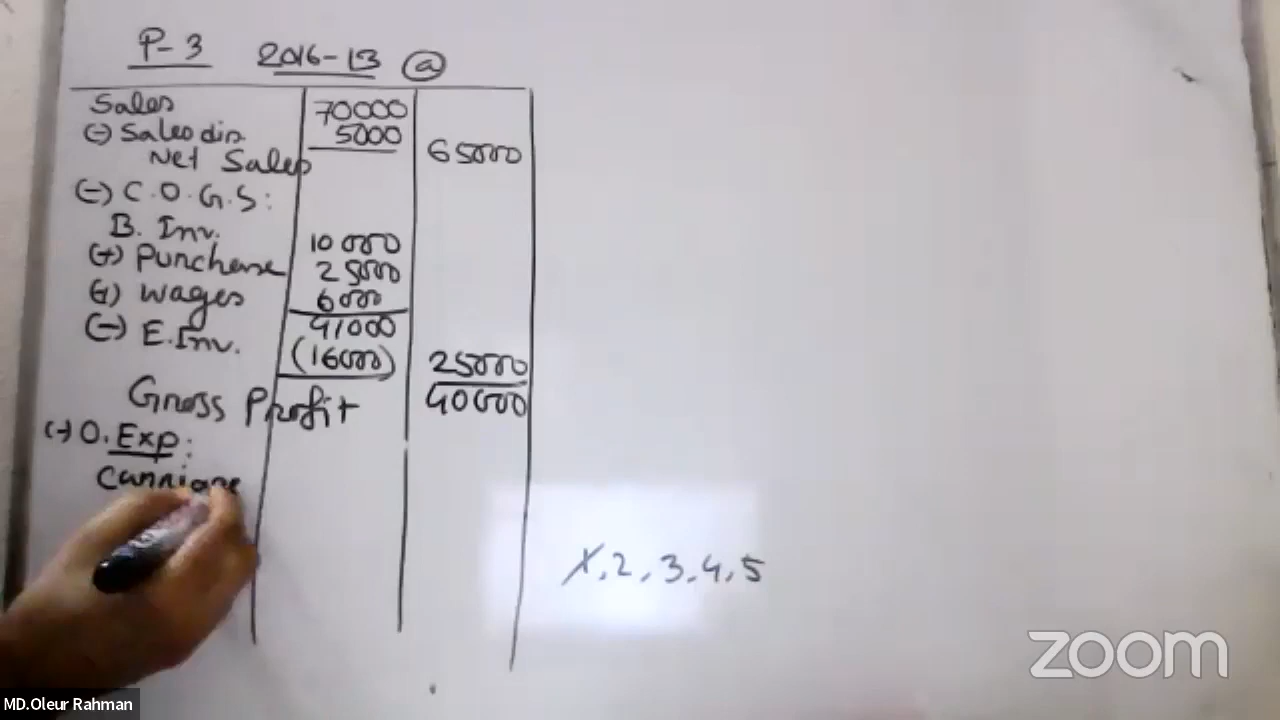 P-3 2016-13 ⓐ
Sales 70000
(-) Sales dis. 5000
Net Sales 65000
(-) C.O.G.S:
B. Inv. 10000
(+) Purchase 25000
(+) Wages 6000
41000
(-) E.Inv. (16000) 25000
Gross Profit 40000
(-) O. Exp:
Carriage
1, 2, 3, 4, 5
zoom
MD.Oleur Rahman